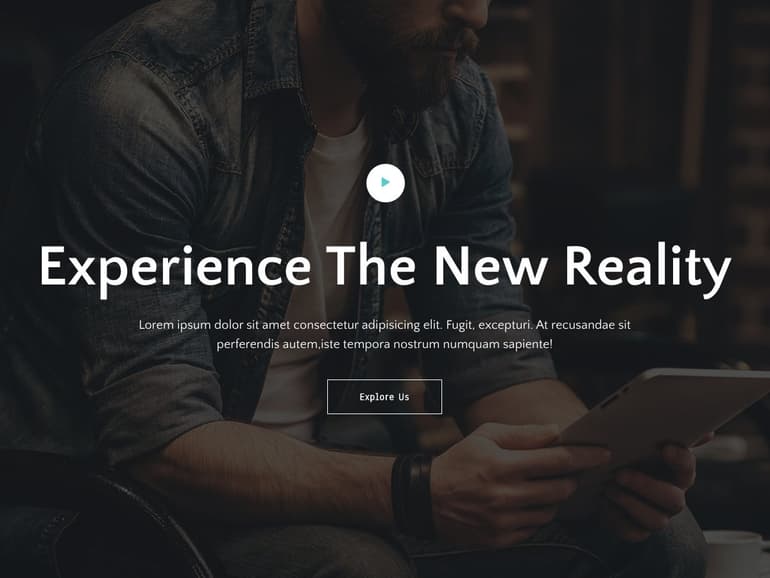 Experience The New Reality
Lorem ipsum dolor sit amet consectetur adipisicing elit. Fugit, excepturi. At recusandae sit
perferendis autem,iste tempora nostrum numquam sapiente!
Explore Us